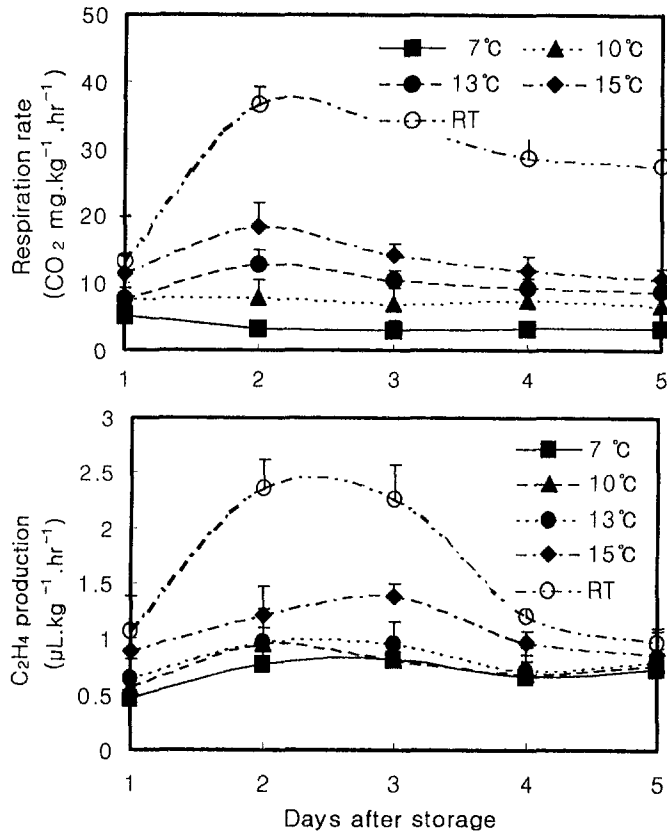 50
40
30
20
10
0
Respiration rate
(CO₂ mg.kg⁻¹.hr⁻¹)
7℃
10℃
13℃
15℃
RT
1 2 3 4 5
3
2.5
2
1.5
1
0.5
0
C₂H₄ production
(μL.kg⁻¹.hr⁻¹)
7 ℃
10℃
13℃
15℃
RT
1 2 3 4 5
Days after storage